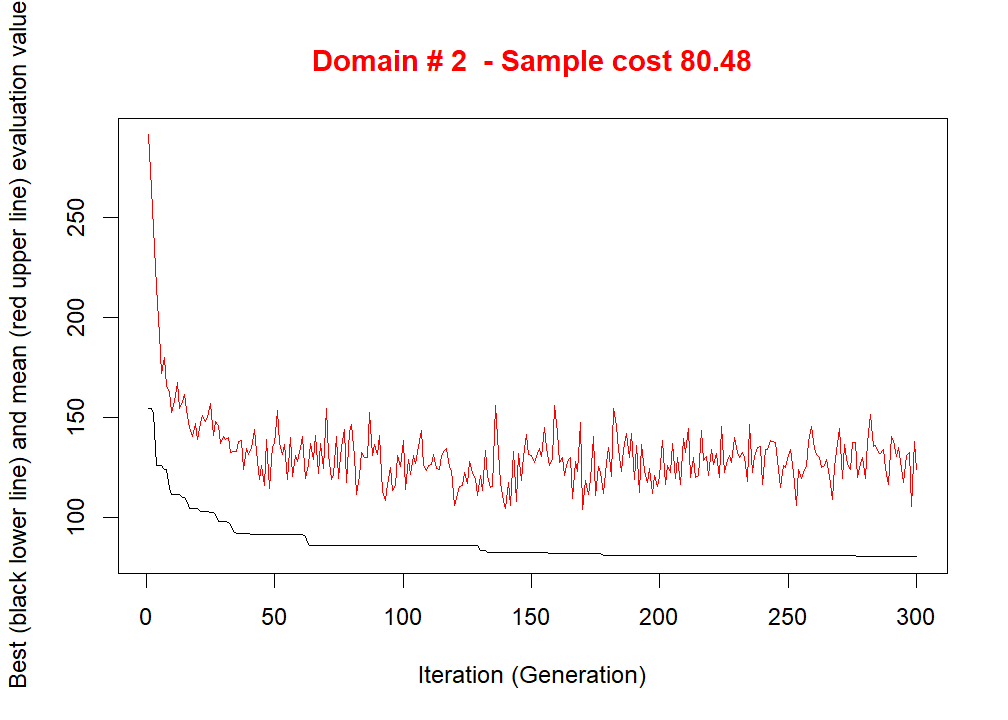 Domain # 2  - Sample cost 80.48
Best (black lower line) and mean (red upper line) evaluation value
250
200
150
100
0 50 100 150 200 250 300
Iteration (Generation)